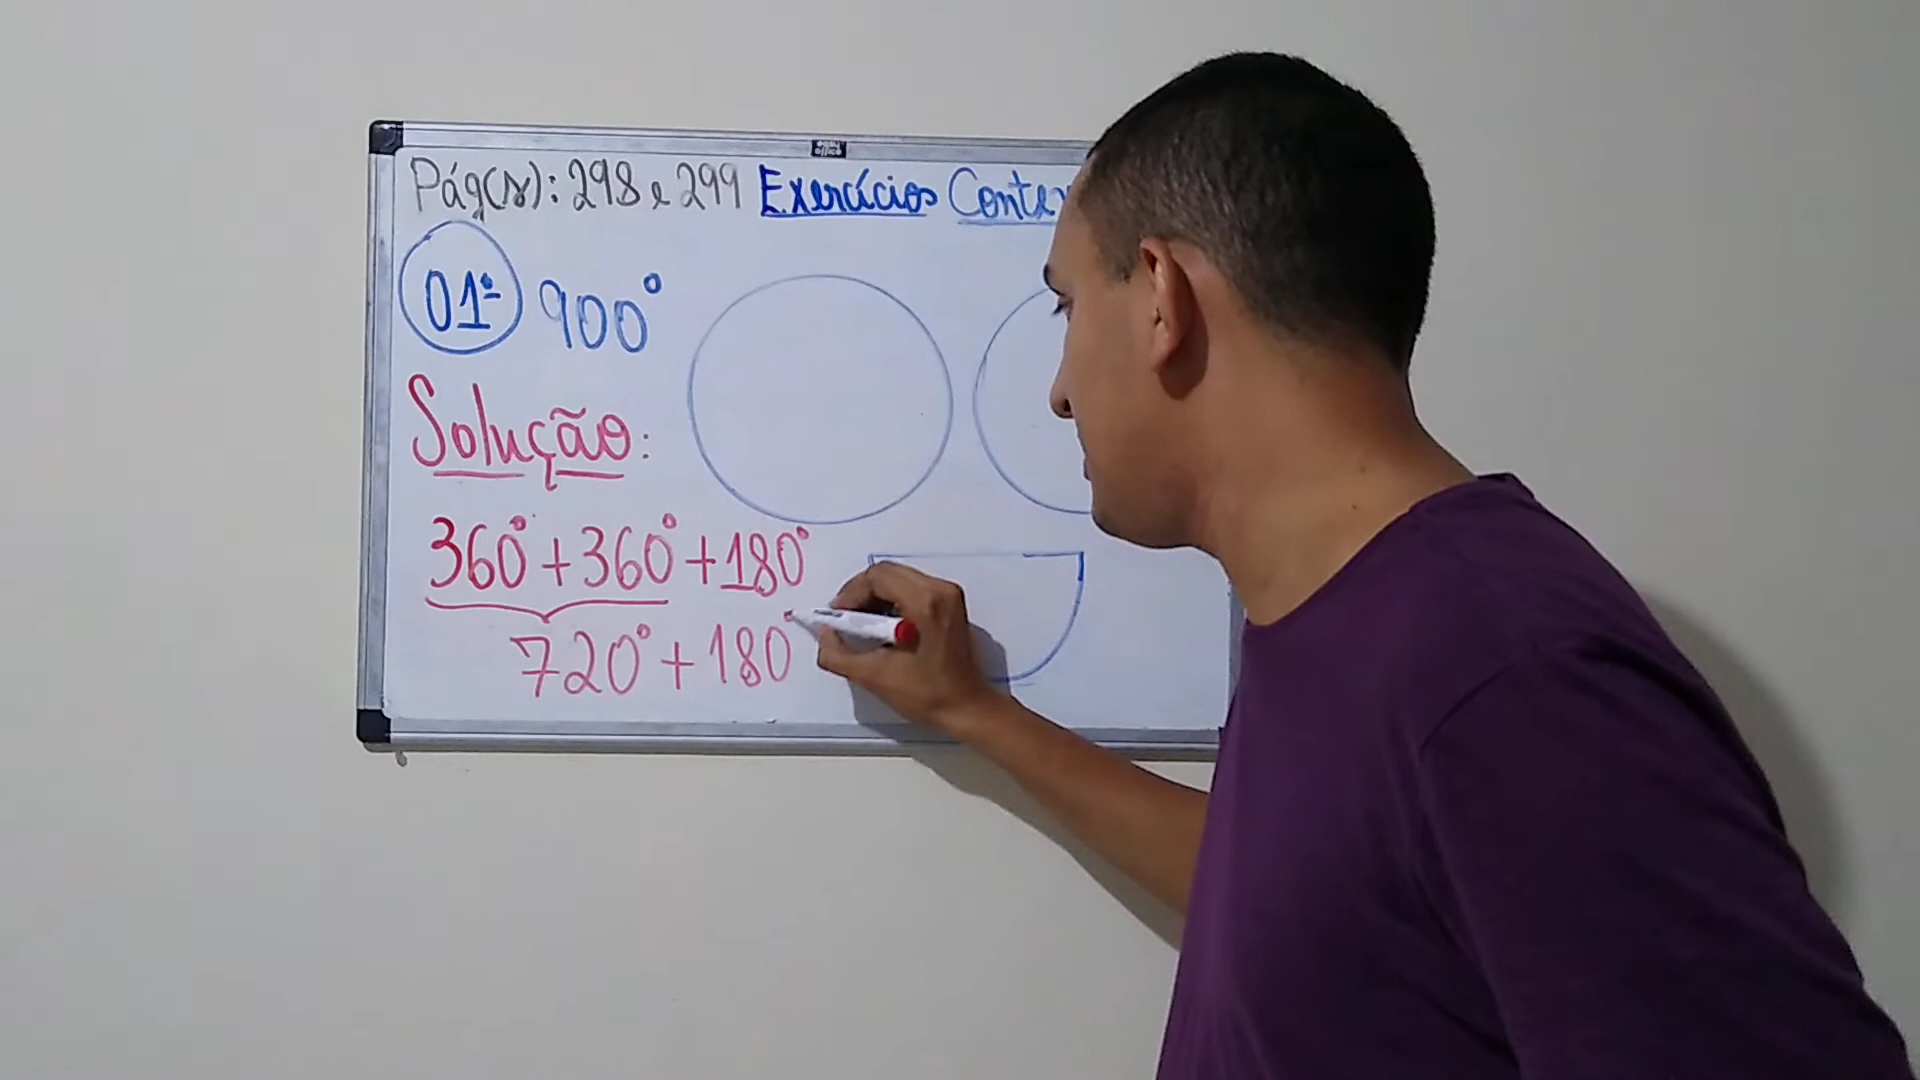 Pág(s): 298 e 299 Exercícios
01º 900°
Solução:
360° + 360° + 180°
720° + 180°